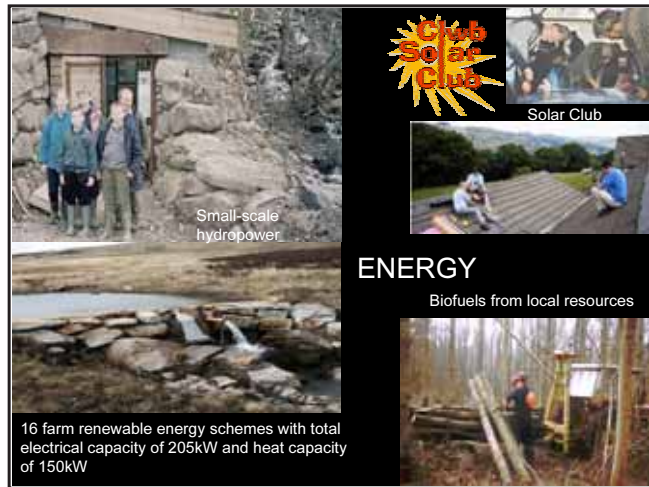 Clwb
Solar
Club
Solar Club
Small-scale
hydropower
ENERGY
Biofuels from local resources
16 farm renewable energy schemes with total
electrical capacity of 205kW and heat capacity
of 150kW